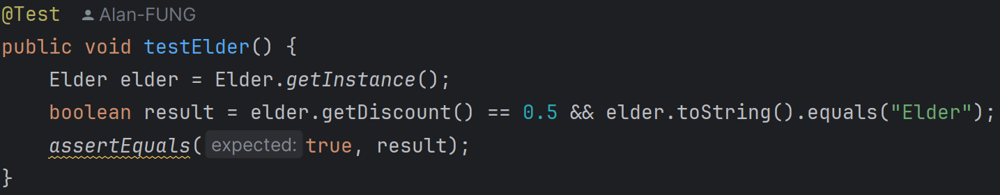 @Test Alan-FUNG
public void testElder() {
    Elder elder = Elder.getInstance();
    boolean result = elder.getDiscount() == 0.5 && elder.toString().equals("Elder");
    assertEquals( expected: true, result);
}